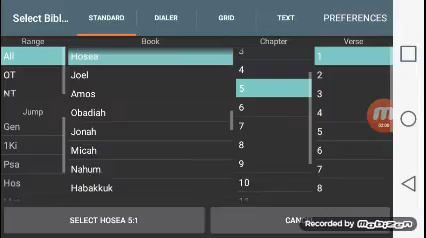 Select Bibl... STANDARD DIALER GRID TEXT PREFERENCES
Range Book Chapter Verse
All Hosea 3 1
OT Joel 4 2
NT Amos 5 3
Jump Obadiah 6 4
Gen Jonah 7 5
1Ki Micah 8 6
Psa Nahum 9 7
Hos Habakkuk 10 8
SELECT HOSEA 5:1
Recorded by Mobizen